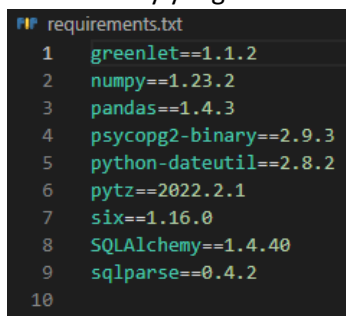 requirements.txt
1 greenlet==1.1.2
2 numpy==1.23.2
3 pandas==1.4.3
4 psycopg2-binary==2.9.3
5 python-dateutil==2.8.2
6 pytz==2022.2.1
7 six==1.16.0
8 SQLAlchemy==1.4.40
9 sqlparse==0.4.2
10